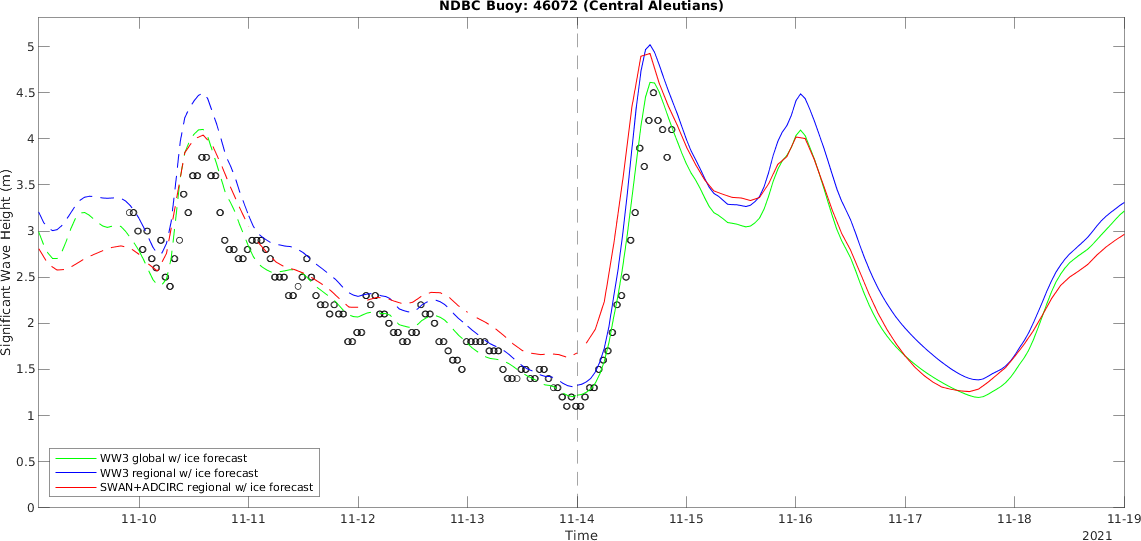 NDBC Buoy: 46072 (Central Aleutians)
Significant Wave Height (m)
5
4.5
4
3.5
3
2.5
2
1.5
1
0.5
0
WW3 global w/ ice forecast
WW3 regional w/ ice forecast
SWAN+ADCIRC regional w/ ice forecast
11-10 11-11 11-12 11-13 11-14 11-15 11-16 11-17 11-18 11-19
Time
2021